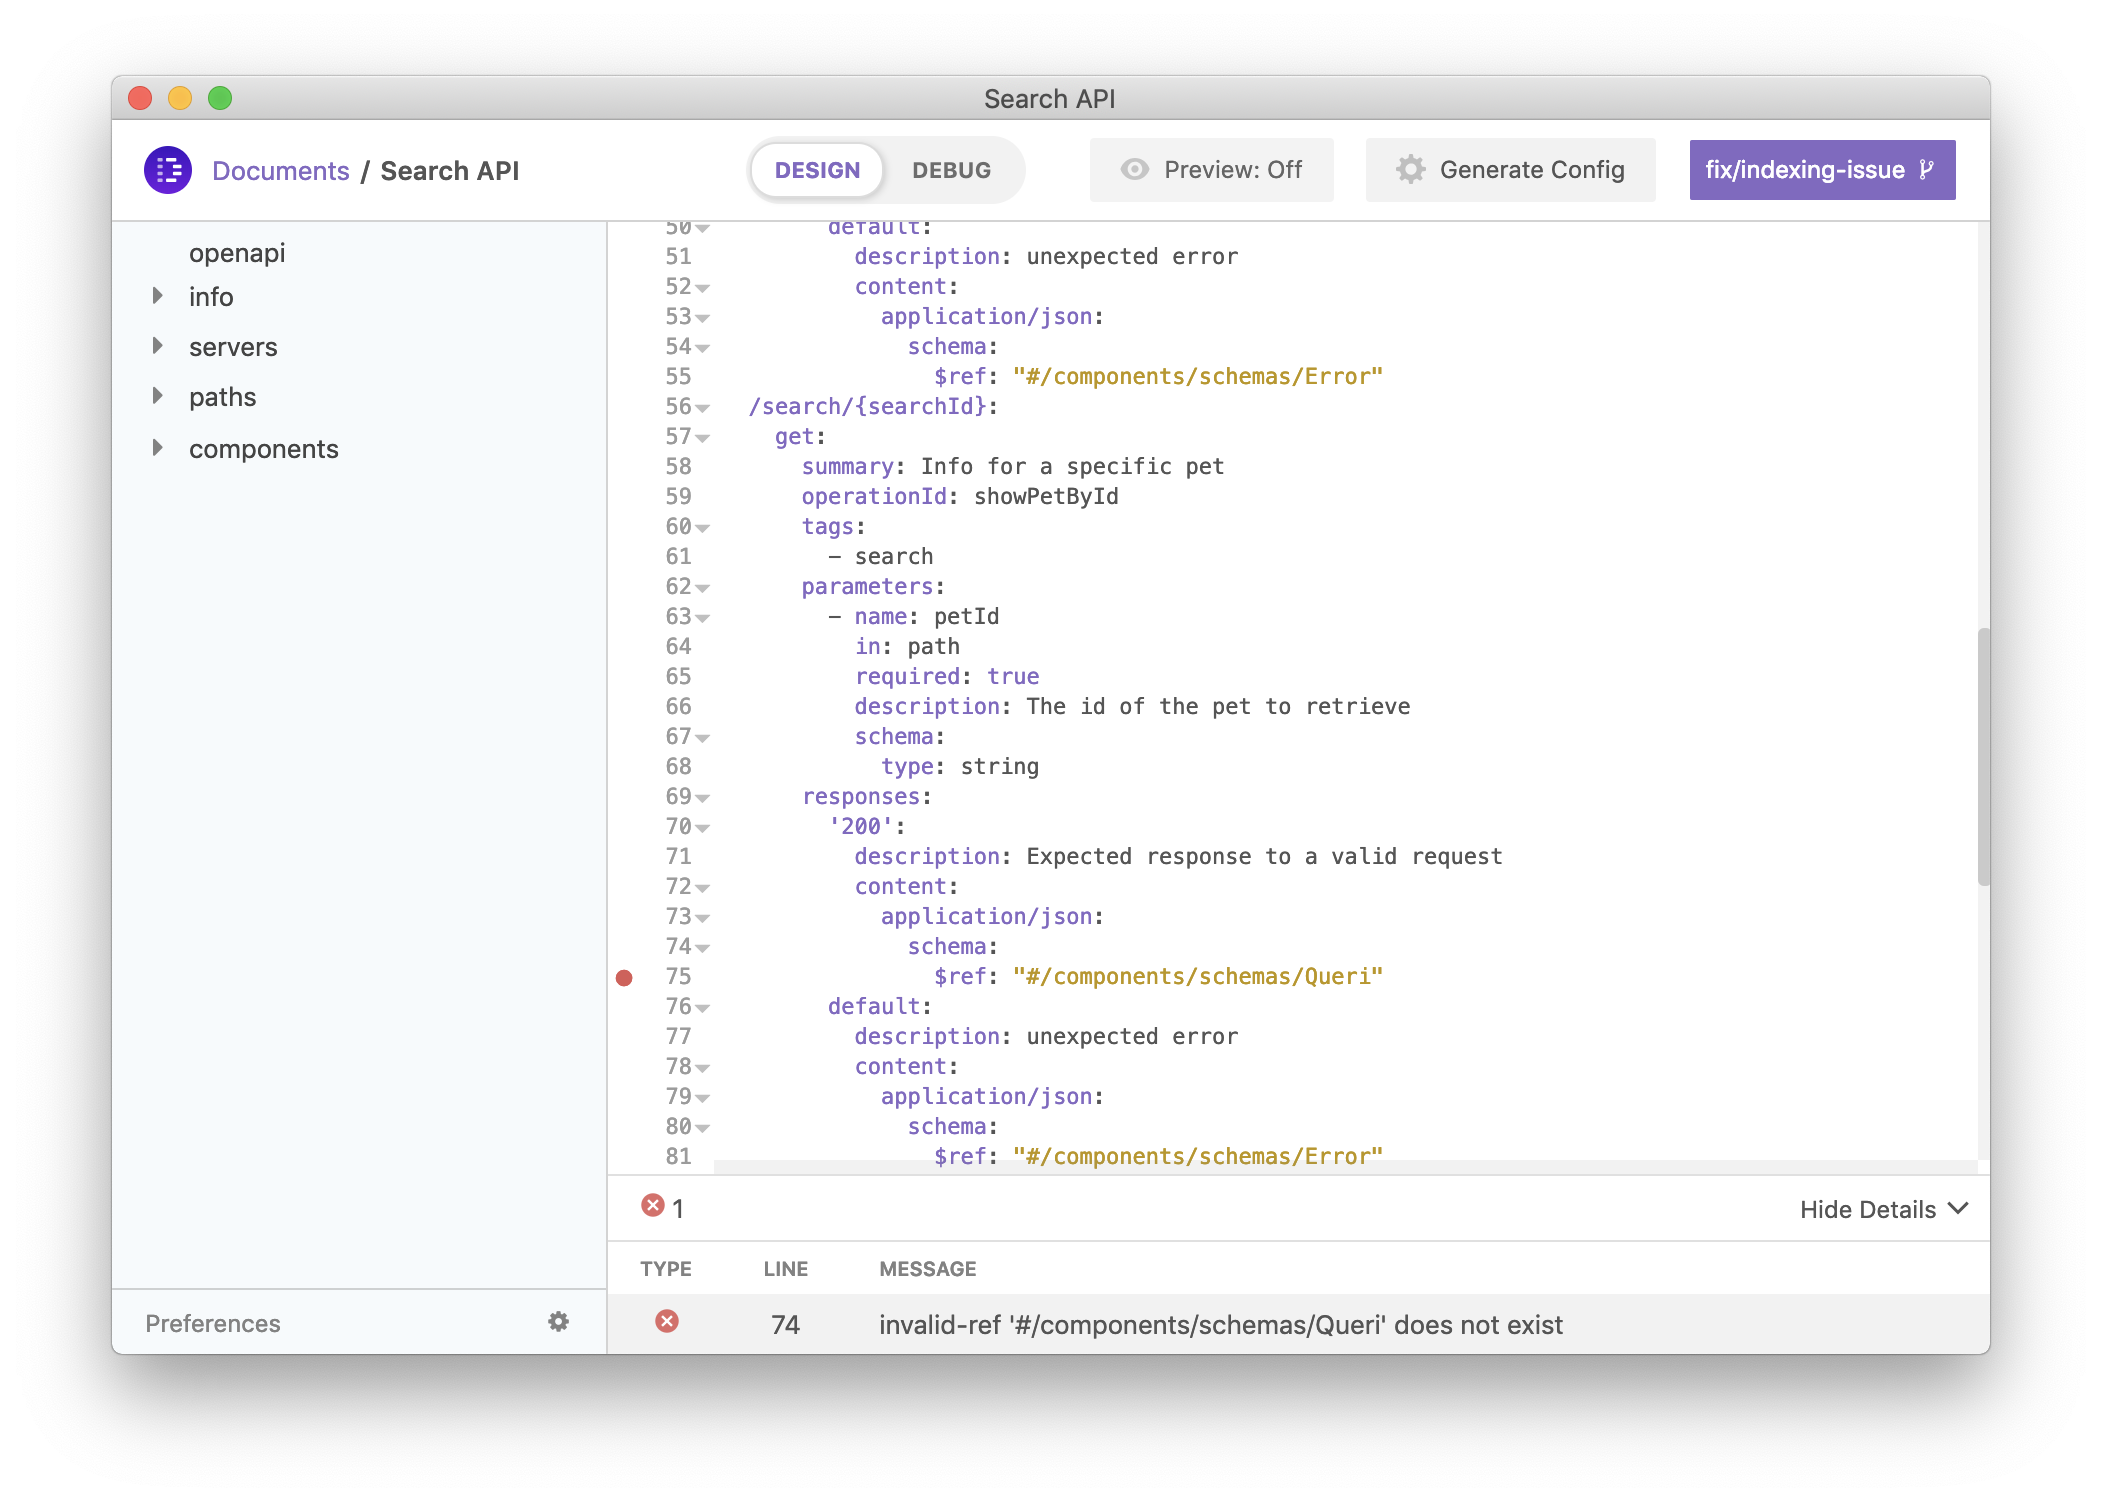 Search API
Documents / Search API
DESIGN DEBUG
Preview: Off
Generate Config
fix/indexing-issue
openapi
info
servers
paths
components
Preferences
50 default:
51 description: unexpected error
52 content:
53 application/json:
54 schema:
55 $ref: "#/components/schemas/Error"
56 /search/{searchId}:
57 get:
58 summary: Info for a specific pet
59 operationId: showPetById
60 tags:
61 - search
62 parameters:
63 - name: petId
64 in: path
65 required: true
66 description: The id of the pet to retrieve
67 schema:
68 type: string
69 responses:
70 '200':
71 description: Expected response to a valid request
72 content:
73 application/json:
74 schema:
75 $ref: "#/components/schemas/Queri"
76 default:
77 description: unexpected error
78 content:
79 application/json:
80 schema:
81 $ref: "#/components/schemas/Error"
1
Hide Details
TYPE LINE MESSAGE
74 invalid-ref '#/components/schemas/Queri' does not exist